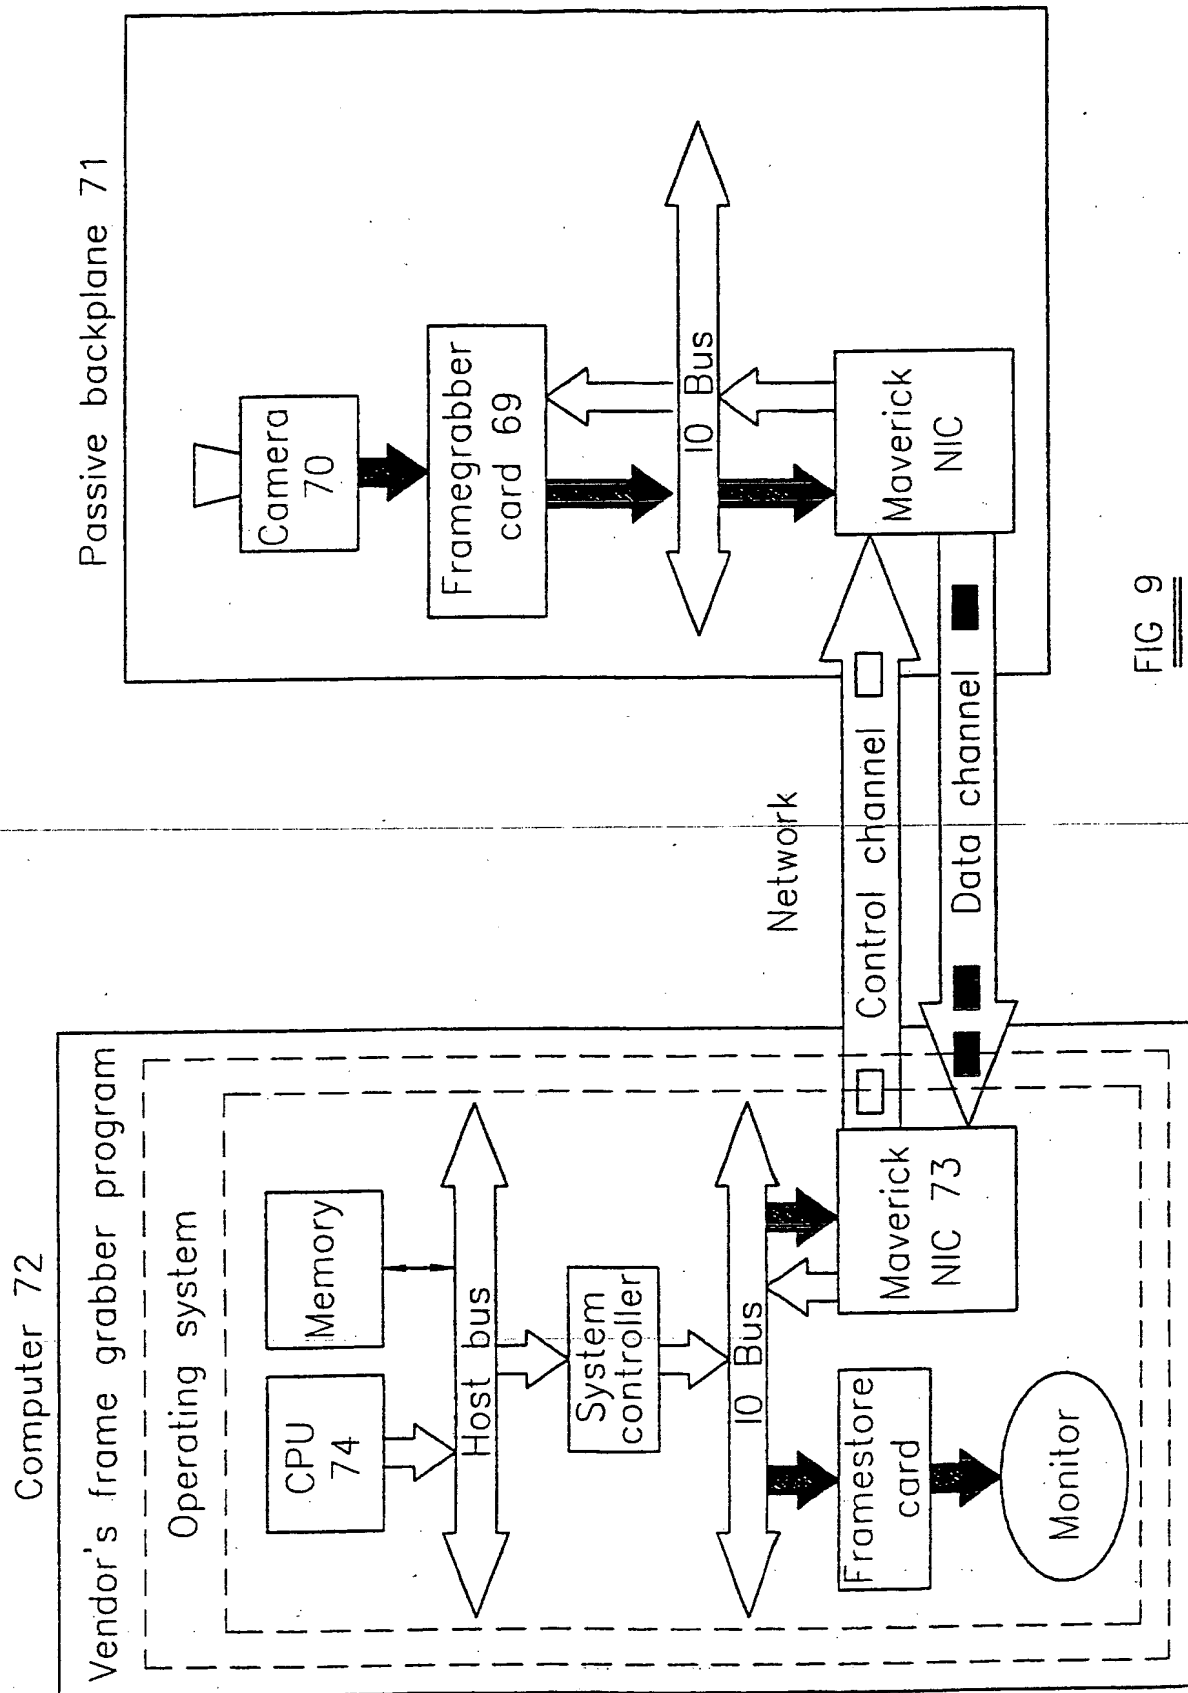 Computer 72
Vendor's frame grabber program
Operating system
CPU
74
Memory
Host bus
System
controller
IO Bus
Framestore
card
Monitor
Maverick
NIC 73
Network
Control channel
Data channel
Passive backplane 71
Camera
70
Framegrabber
card 69
IO Bus
Maverick
NIC
FIG 9